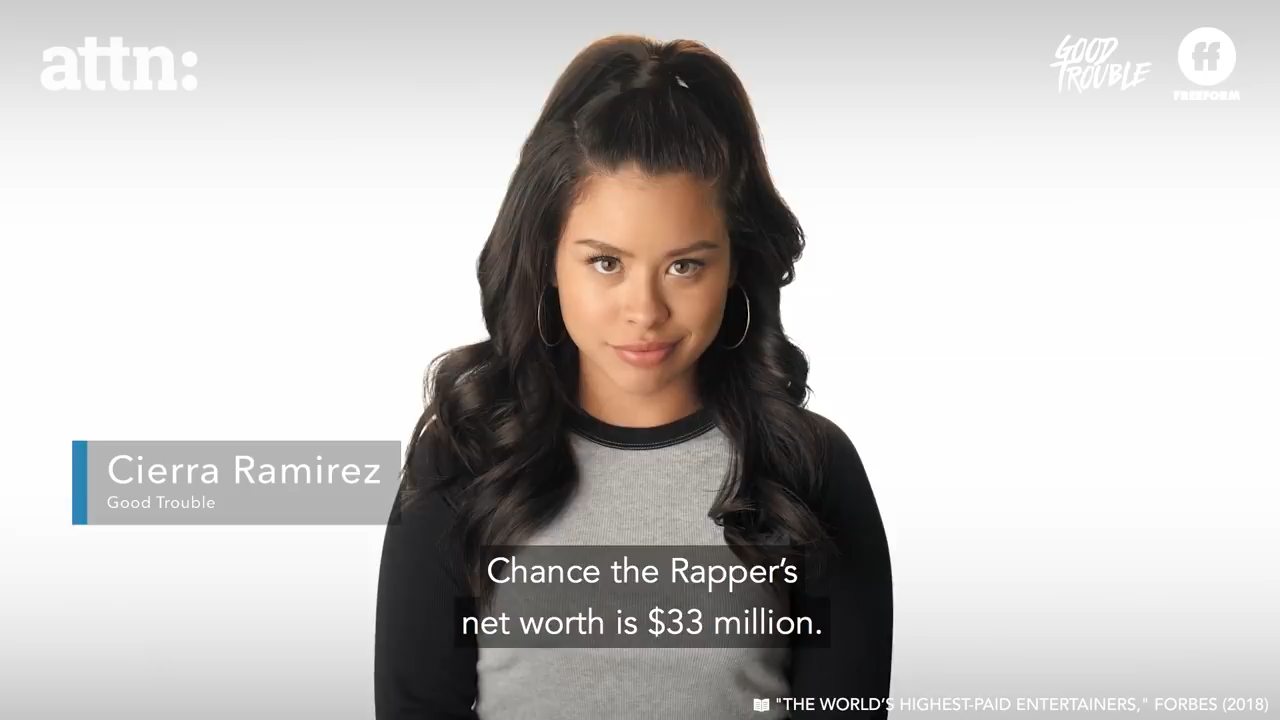 attn:
GOOD
TROUBLE
ff
FREEFORM
Cierra Ramirez
Good Trouble
Chance the Rapper’s
net worth is $33 million.
"THE WORLD'S HIGHEST-PAID ENTERTAINERS," FORBES (2018)